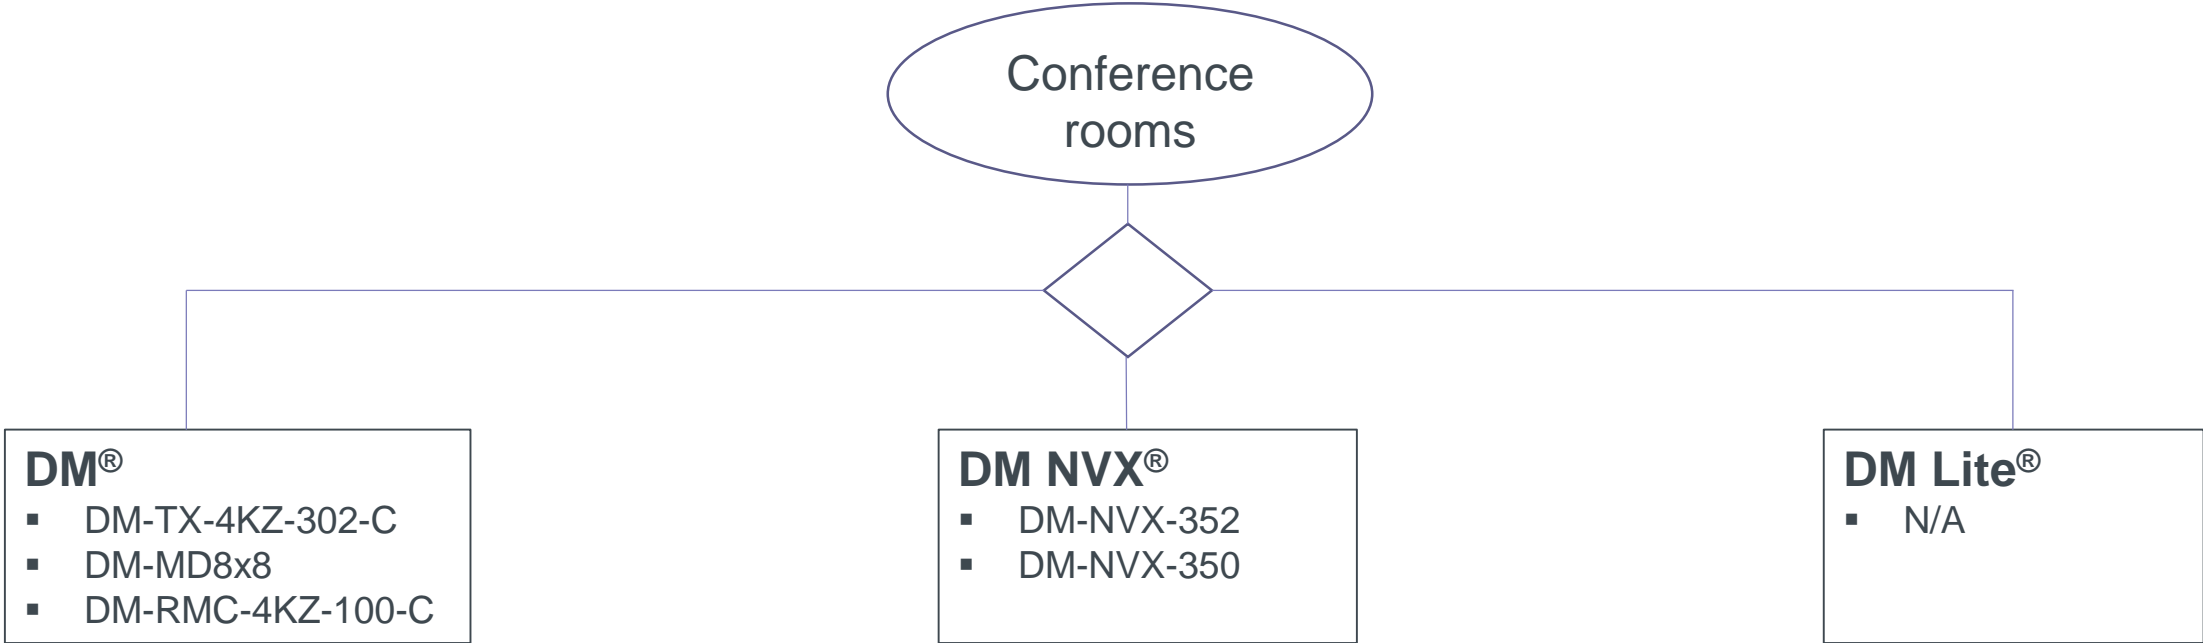 Conference
rooms
DM®
▪ DM-TX-4KZ-302-C
▪ DM-MD8x8
▪ DM-RMC-4KZ-100-C
DM NVX®
▪ DM-NVX-352
▪ DM-NVX-350
DM Lite®
▪ N/A